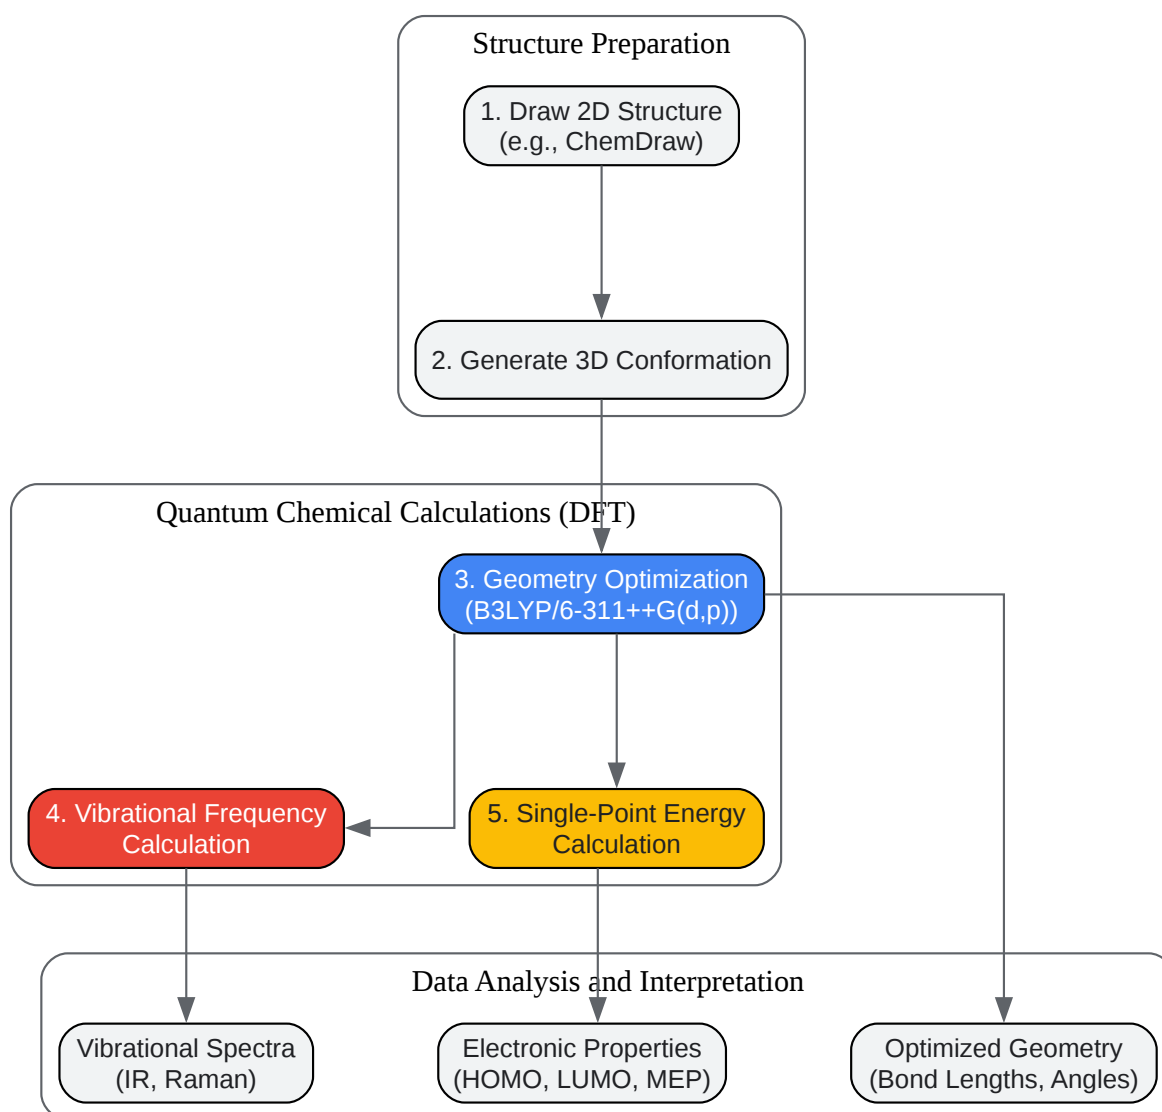 Structure Preparation
1. Draw 2D Structure
(e.g., ChemDraw)
2. Generate 3D Conformation
Quantum Chemical Calculations (DFT)
3. Geometry Optimization
(B3LYP/6-311++G(d,p))
4. Vibrational Frequency
Calculation
5. Single-Point Energy
Calculation
Data Analysis and Interpretation
Vibrational Spectra
(IR, Raman)
Electronic Properties
(HOMO, LUMO, MEP)
Optimized Geometry
(Bond Lengths, Angles)